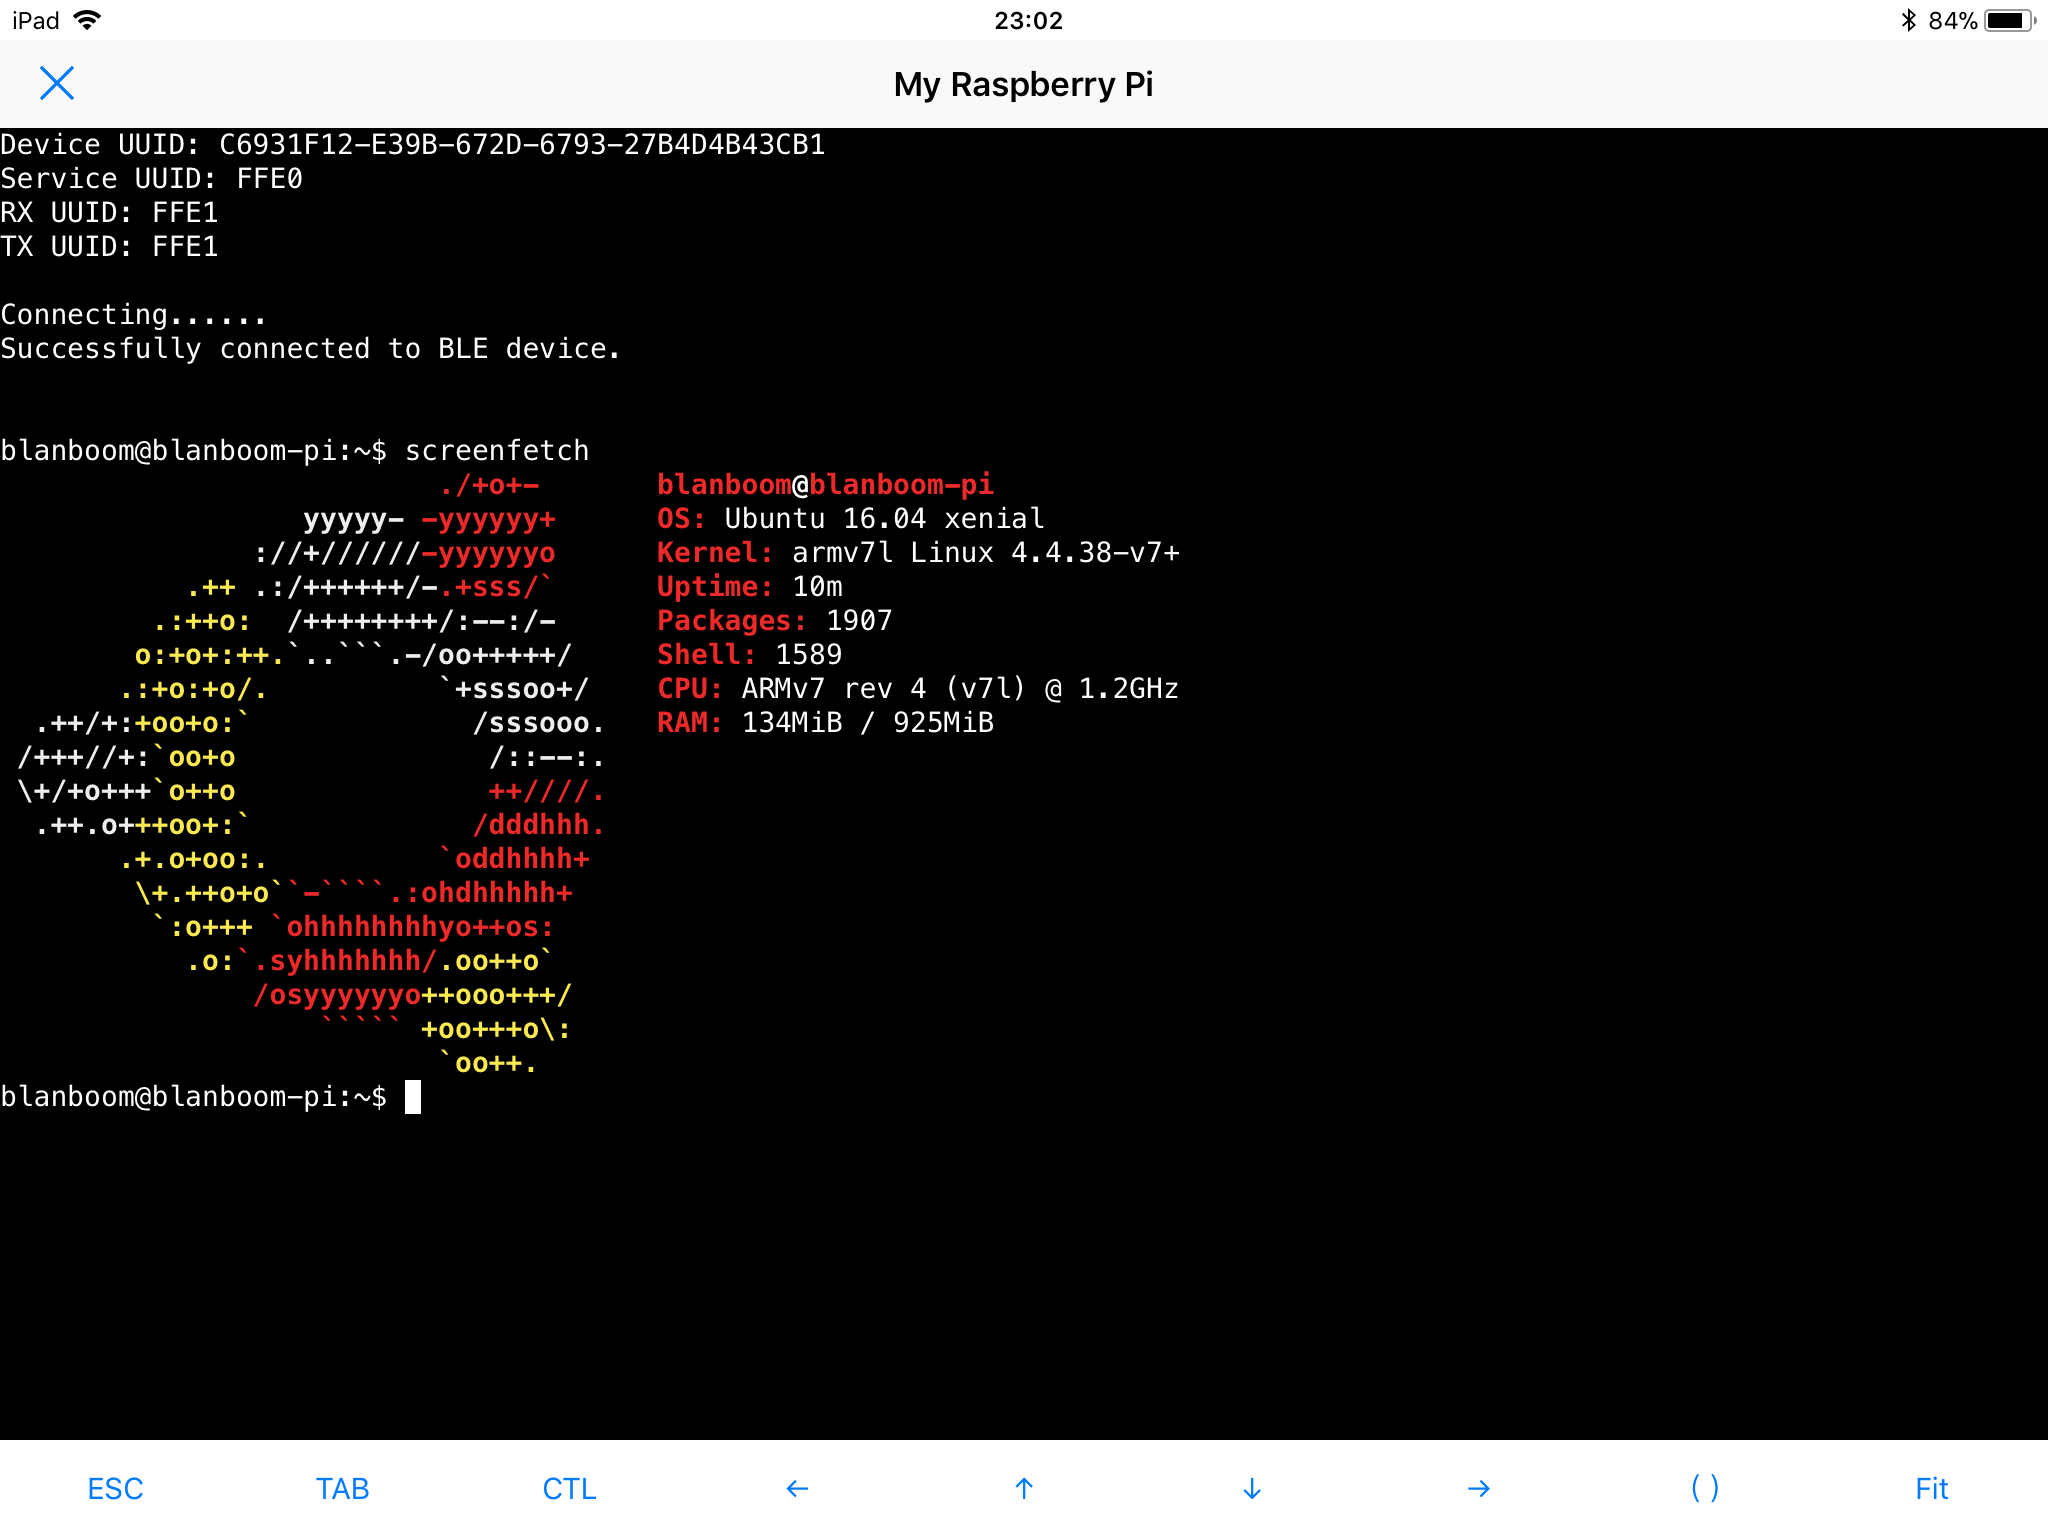 iPad 23:02 84%
My Raspberry Pi
Device UUID: C6931F12-E39B-672D-6793-27B4D4B43CB1
Service UUID: FFE0
RX UUID: FFE1
TX UUID: FFE1
Connecting......
Successfully connected to BLE device.
blanboom@blanboom-pi:~$ screenfetch
                          ./+o+-       blanboom@blanboom-pi
                  yyyyy- -yyyyyy+      OS: Ubuntu 16.04 xenial
               ://+//////-yyyyyyo      Kernel: armv7l Linux 4.4.38-v7+
           .++ .:/++++++/-.+sss/`      Uptime: 10m
         .:++o:  /++++++++/:--:/-      Packages: 1907
        o:+o+:++.`..```.-/oo+++++/     Shell: 1589
       .:+o:+o/.          `+sssoo+/    CPU: ARMv7 rev 4 (v7l) @ 1.2GHz
  .++/+:+oo+o:`             /sssooo.   RAM: 134MiB / 925MiB
 /+++//+:`oo+o               /::--:.
 \+/+o+++`o++o               ++////.
  .++.o+++oo+:`             /dddhhh.
       .+.o+oo:.          `oddhhhh+
        \+.++o+o``-````.:ohdhhhhh+
         `:o+++ `ohhhhhhhhyo++os:
           .o:`.syhhhhhhh/.oo++o`
               /osyyyyyyo++ooo+++/
                   ````` +oo+++o\:
                          `oo++.
blanboom@blanboom-pi:~$
ESC TAB CTL ← ↑ ↓ → ( ) Fit